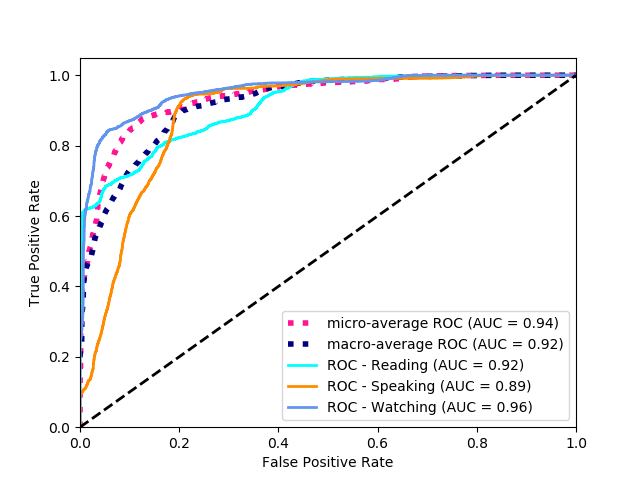 1.0
0.8
0.6
0.4
0.2
0.0
True Positive Rate
micro-average ROC (AUC = 0.94)
macro-average ROC (AUC = 0.92)
ROC - Reading (AUC = 0.92)
ROC - Speaking (AUC = 0.89)
ROC - Watching (AUC = 0.96)
0.0 0.2 0.4 0.6 0.8 1.0
False Positive Rate